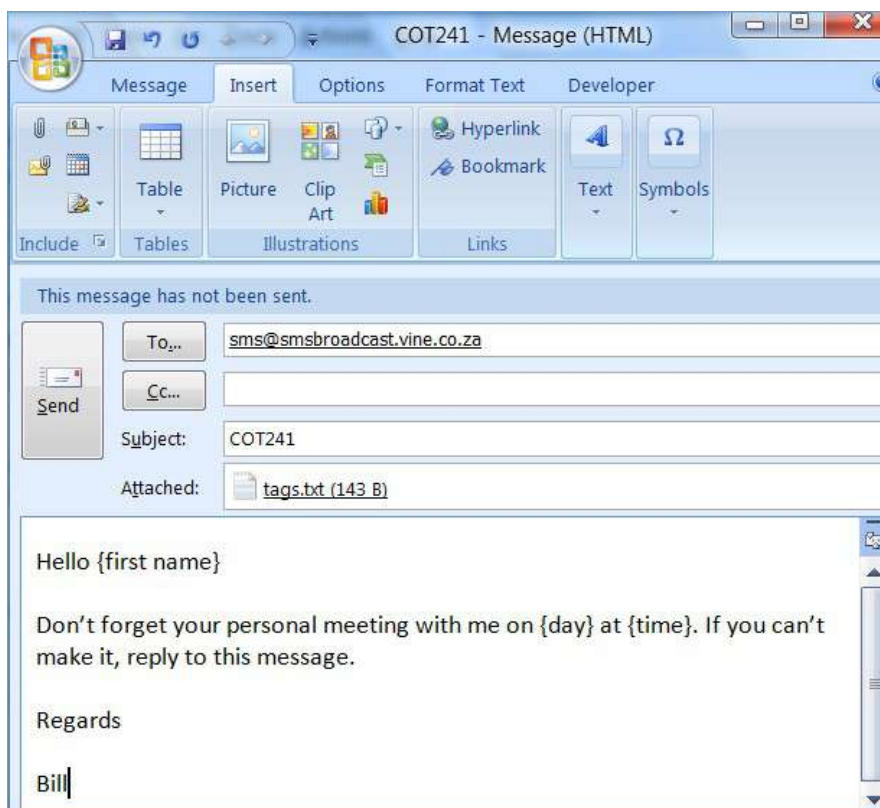 COT241 - Message (HTML)
Message Insert Options Format Text Developer
Hyperlink
Bookmark
Table Picture Clip Art Text Symbols
Include Tables Illustrations Links
This message has not been sent.
To... sms@smsbroadcast.vine.co.za
Send
Cc...
Subject: COT241
Attached: tags.txt (143 B)
Hello {first name}
Don’t forget your personal meeting with me on {day} at {time}. If you can’t
make it, reply to this message.
Regards
Bill